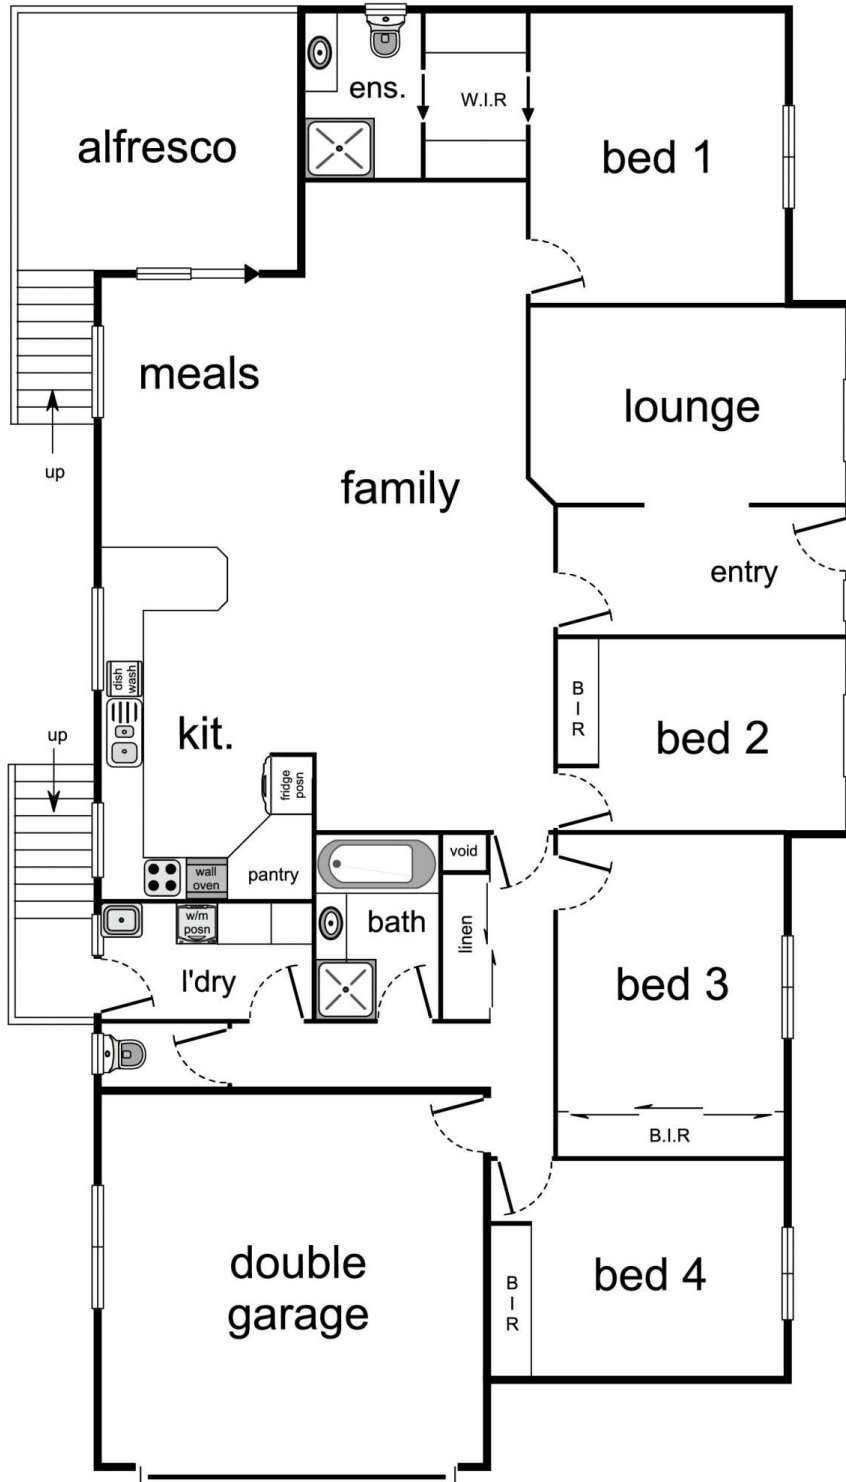 ens.
W.I.R
alfresco
bed 1
meals
lounge
up
family
entry
dish
wash
B
I
R
up
kit.
bed 2
fridge
posn
void
wall
oven
pantry
w/m
posn
bath
linen
l'dry
bed 3
B.I.R
double
garage
B
I
R
bed 4